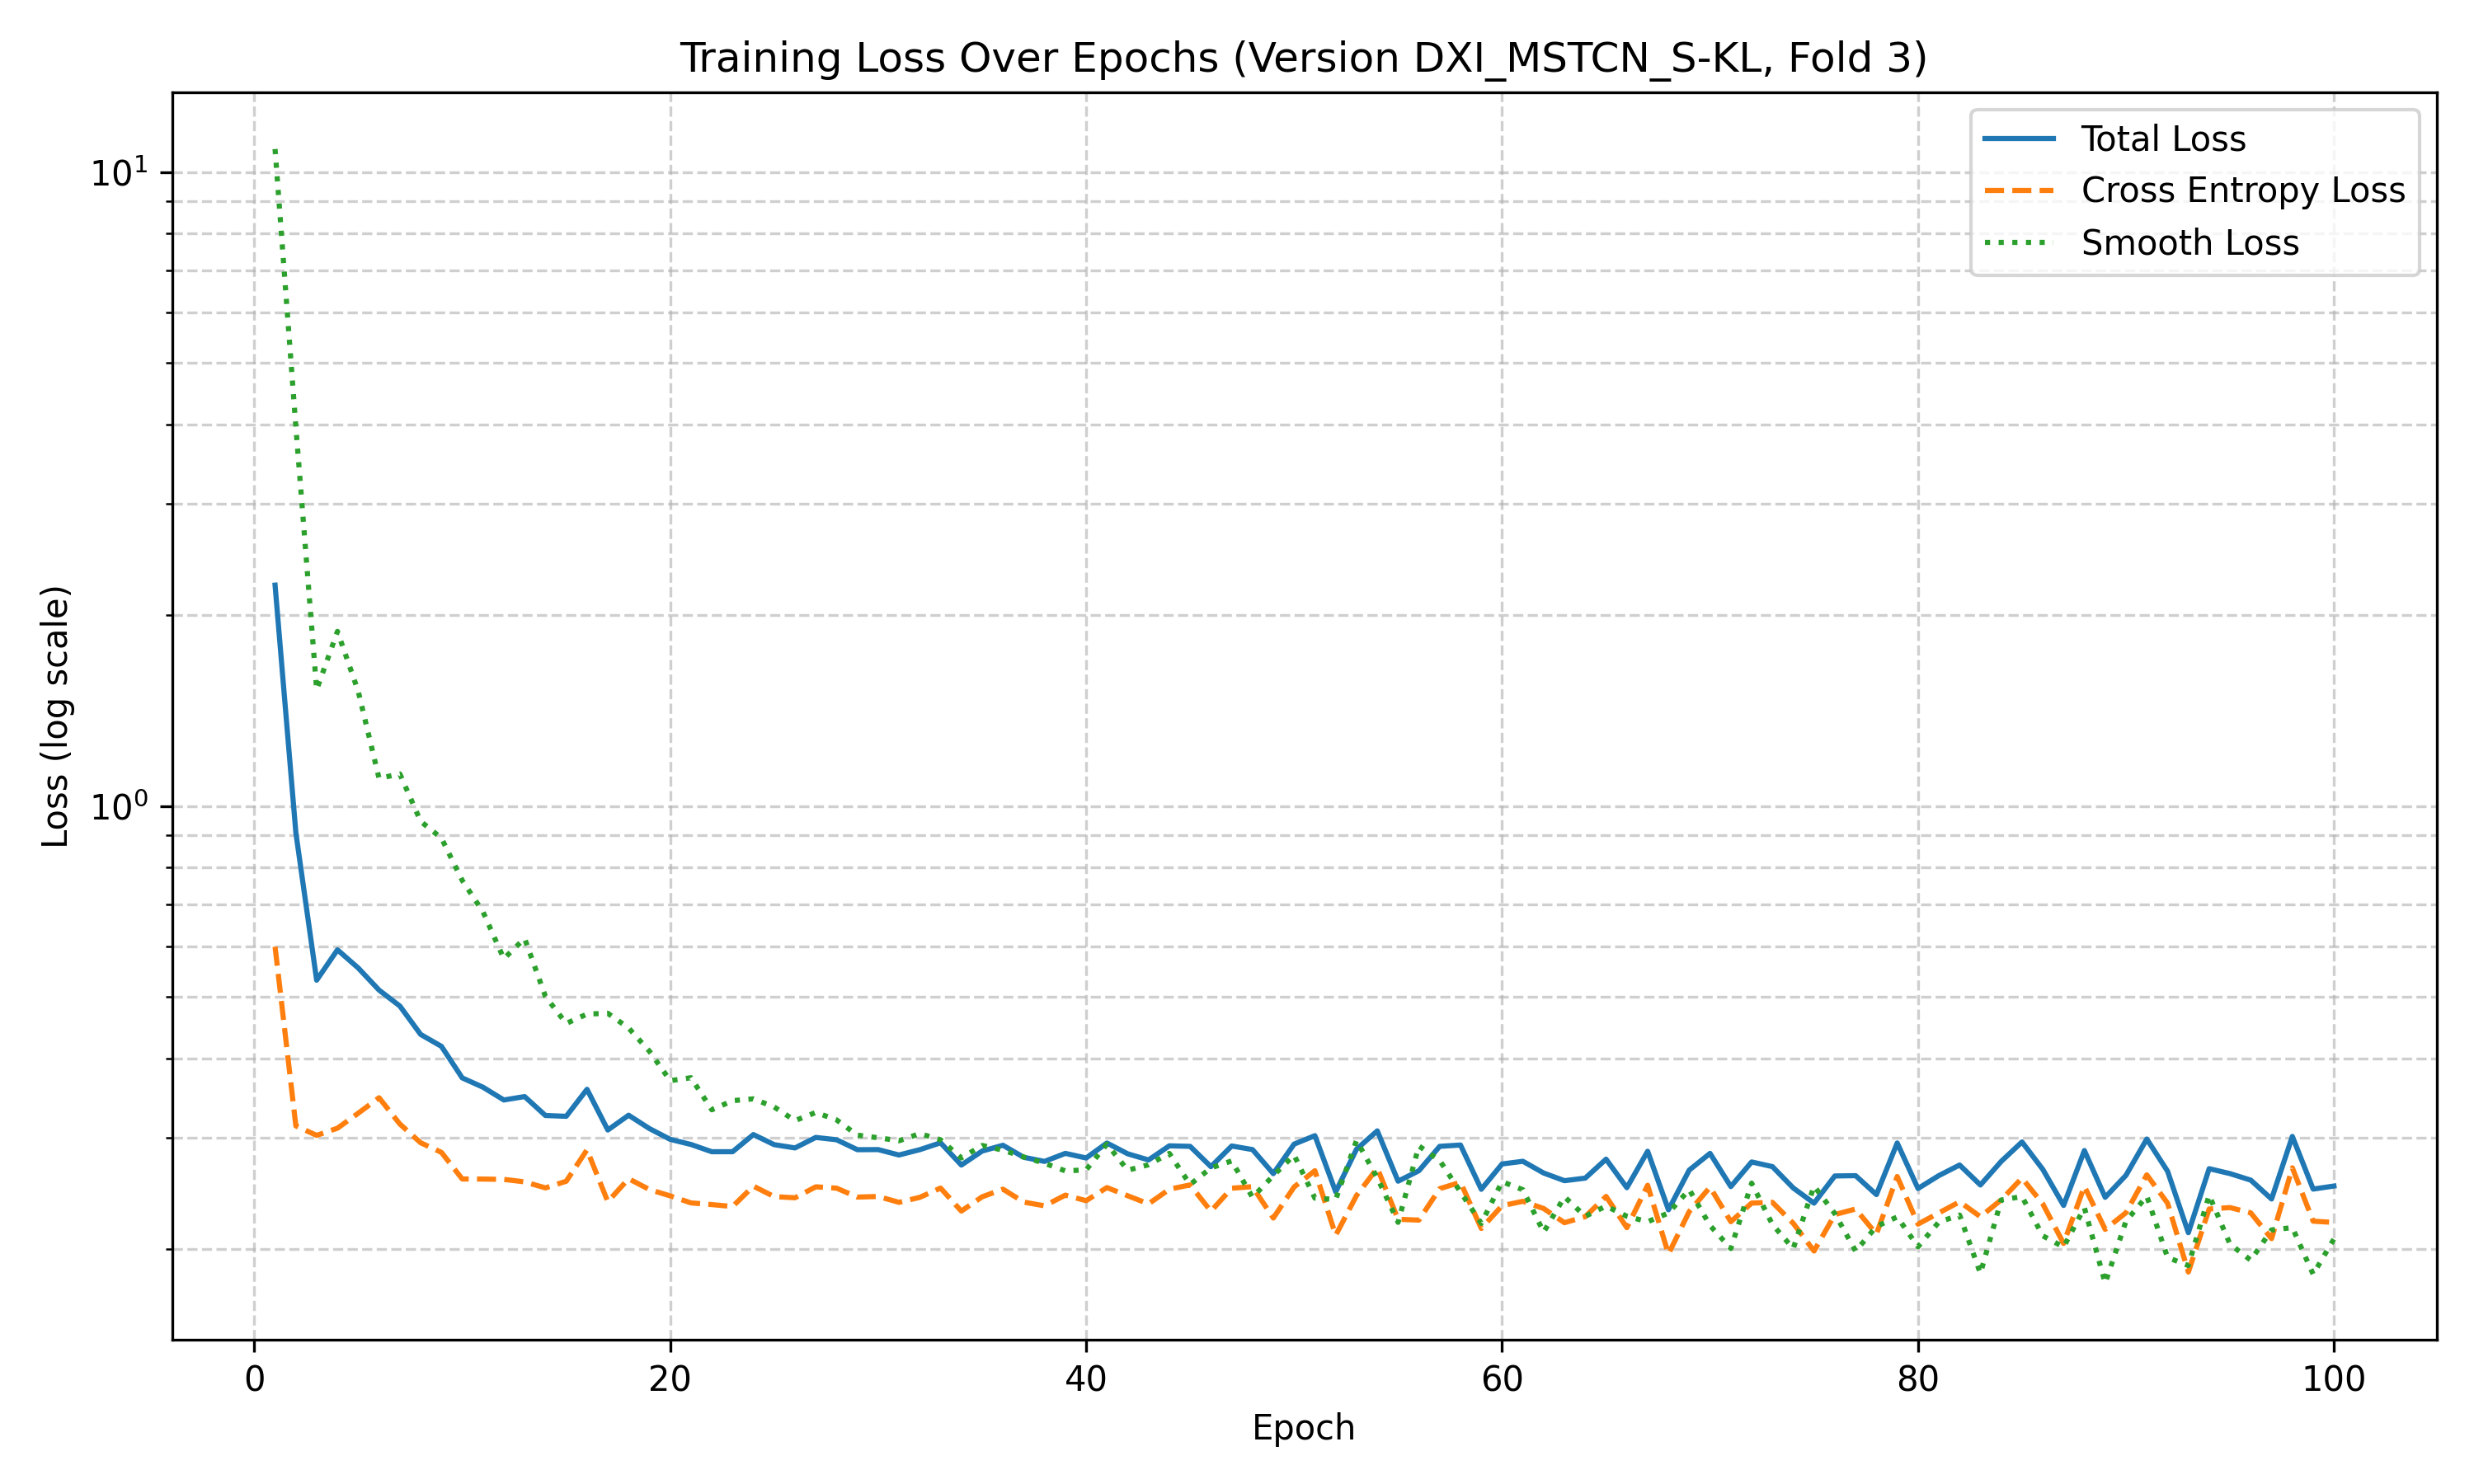 Training Loss Over Epochs (Version DXI_MSTCN_S-KL, Fold 3)
Total Loss
Cross Entropy Loss
Smooth Loss
Loss (log scale)
10¹
10⁰
0 20 40 60 80 100
Epoch